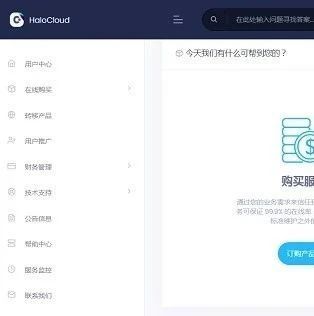 HaloCloud
在此处输入问题寻找答案...
今天我们有什么可帮到您的？
用户中心
在线购买
转移产品
用户推广
财务管理
技术支持
公告信息
帮助中心
服务监控
联系我们
购买服
通过您的业务需求来信任我
务可保证 99.9% 的在线率
标准维护之外的
订购产品